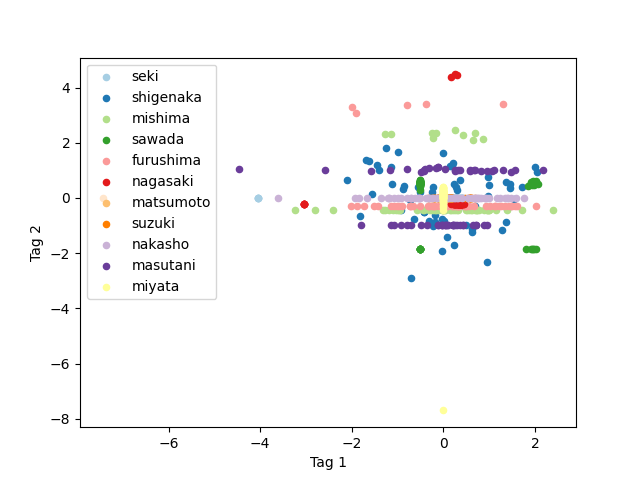 seki
shigenaka
mishima
sawada
furushima
nagasaki
matsumoto
suzuki
nakasho
masutani
miyata
Tag 2
4
2
0
−2
−4
−6
−8
−6
−4
−2
0
2
Tag 1